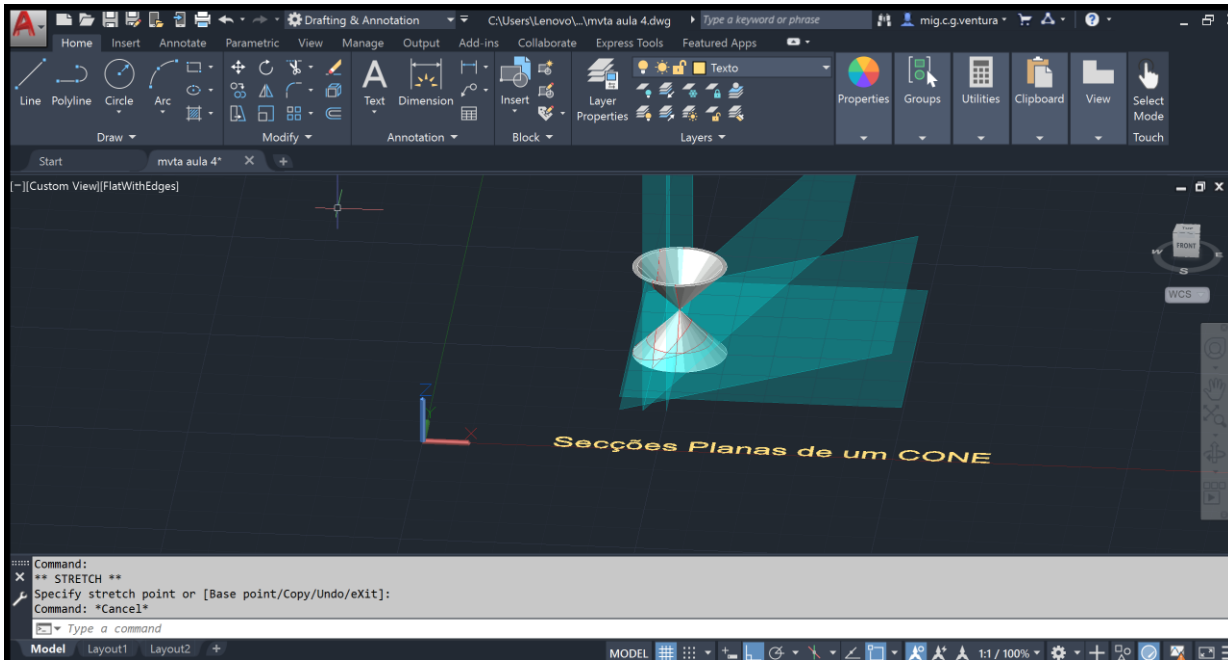 A Drafting & Annotation C:\Users\Lenovo\...\mvta aula 4.dwg Type a keyword or phrase mig.c.g.ventura ?
Home Insert Annotate Parametric View Manage Output Add-ins Collaborate Express Tools Featured Apps
Line Polyline Circle Arc
Text Dimension
Insert
Layer Properties
Texto
Properties Groups Utilities Clipboard View Select Mode
Draw Modify Annotation Block Layers Touch
Start mvta aula 4* X +
[-][Custom View][FlatWithEdges]
FRONT
W E
S
WCS
Z
X
Secções Planas de um CONE
Command:
** STRETCH **
Specify stretch point or [Base point/Copy/Undo/eXit]:
Command: *Cancel*
Type a command
Model Layout1 Layout2 + MODEL 1:1 / 100%